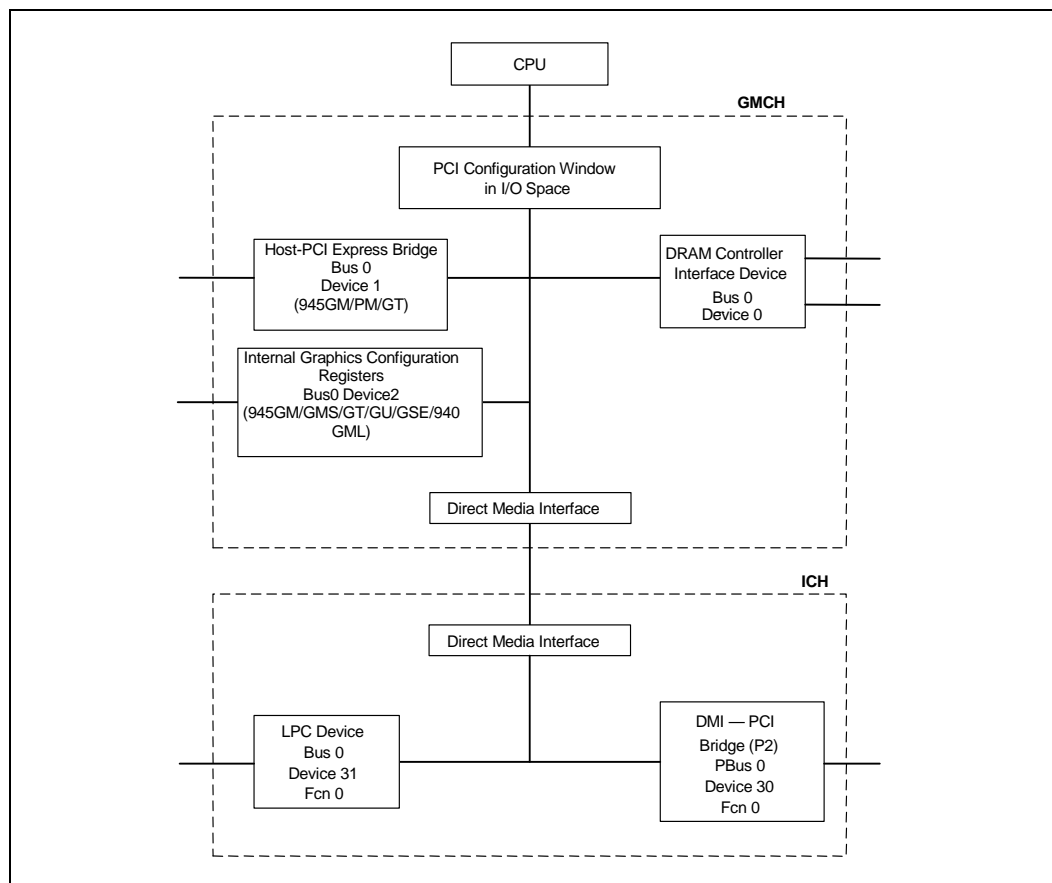 CPU
GMCH
PCI Configuration Window
in I/O Space
Host-PCI Express Bridge
Bus 0
Device 1
(945GM/PM/GT)
DRAM Controller
Interface Device
Bus 0
Device 0
Internal Graphics Configuration
Registers
Bus0 Device2
(945GM/GMS/GT/GU/GSE/940
GML)
Direct Media Interface
ICH
Direct Media Interface
LPC Device
Bus 0
Device 31
Fcn 0
DMI — PCI
Bridge (P2)
PBus 0
Device 30
Fcn 0